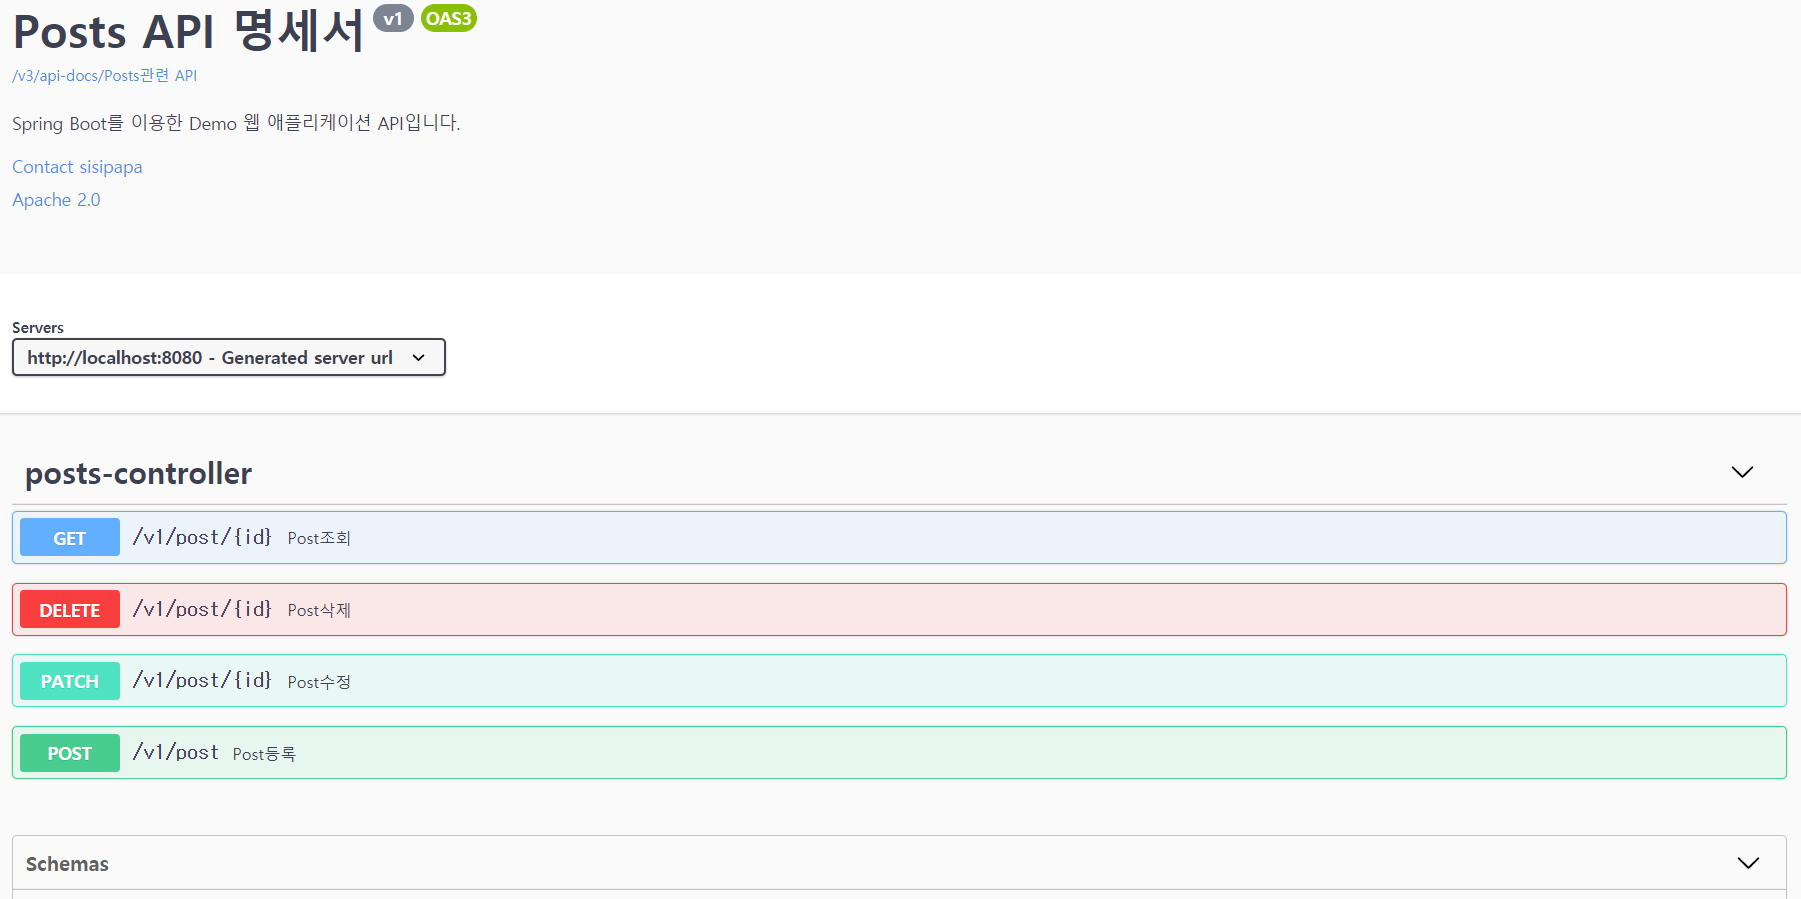 Posts API 명세서 v1 OAS3
/v3/api-docs/Posts관련 API
Spring Boot를 이용한 Demo 웹 애플리케이션 API입니다.
Contact sisipapa
Apache 2.0
Servers
http://localhost:8080 - Generated server url
posts-controller
GET /v1/post/{id} Post조회
DELETE /v1/post/{id} Post삭제
PATCH /v1/post/{id} Post수정
POST /v1/post Post등록
Schemas